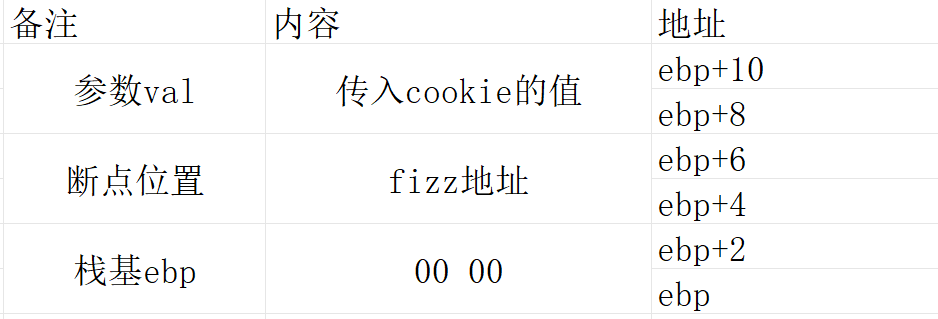 备注 内容 地址
ebp+10
参数val 传入cookie的值
ebp+8
ebp+6
断点位置 fizz地址
ebp+4
ebp+2
栈基ebp 00 00
ebp